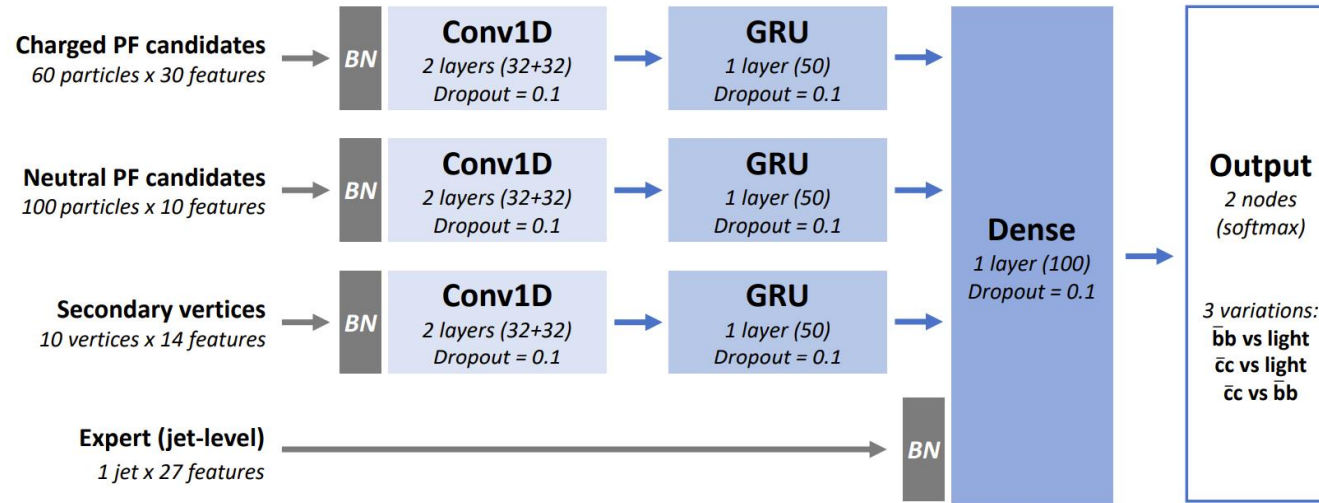 Charged PF candidates
60 particles x 30 features
BN
Conv1D
2 layers (32+32)
Dropout = 0.1
GRU
1 layer (50)
Dropout = 0.1
Neutral PF candidates
100 particles x 10 features
BN
Conv1D
2 layers (32+32)
Dropout = 0.1
GRU
1 layer (50)
Dropout = 0.1
Secondary vertices
10 vertices x 14 features
BN
Conv1D
2 layers (32+32)
Dropout = 0.1
GRU
1 layer (50)
Dropout = 0.1
Expert (jet-level)
1 jet x 27 features
BN
Dense
1 layer (100)
Dropout = 0.1
Output
2 nodes
(softmax)
3 variations:
b̄b vs light
c̄c vs light
c̄c vs b̄b